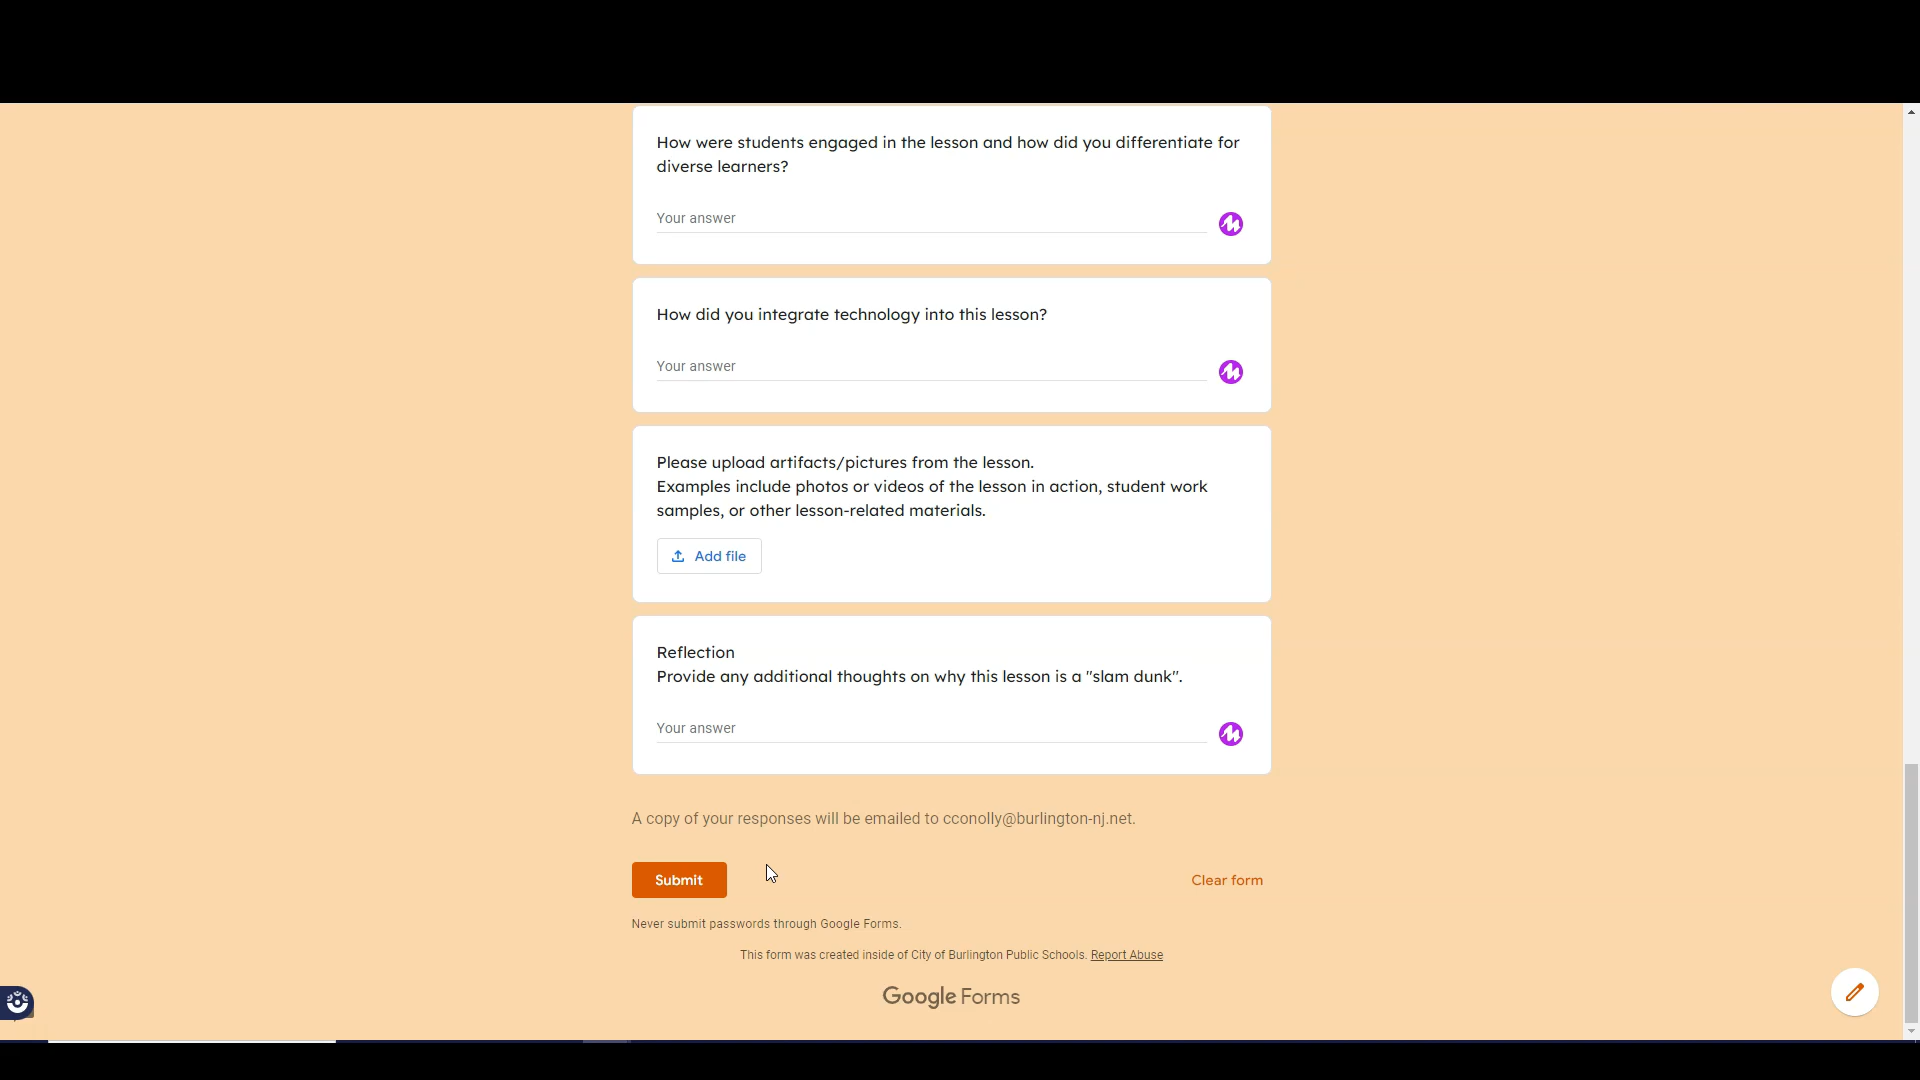 How were students engaged in the lesson and how did you differentiate for
diverse learners?
Your answer
How did you integrate technology into this lesson?
Your answer
Please upload artifacts/pictures from the lesson.
Examples include photos or videos of the lesson in action, student work
samples, or other lesson-related materials.
Add file
Reflection
Provide any additional thoughts on why this lesson is a "slam dunk".
Your answer
A copy of your responses will be emailed to cconolly@burlington-nj.net.
Submit
Clear form
Never submit passwords through Google Forms.
This form was created inside of City of Burlington Public Schools. Report Abuse
Google Forms